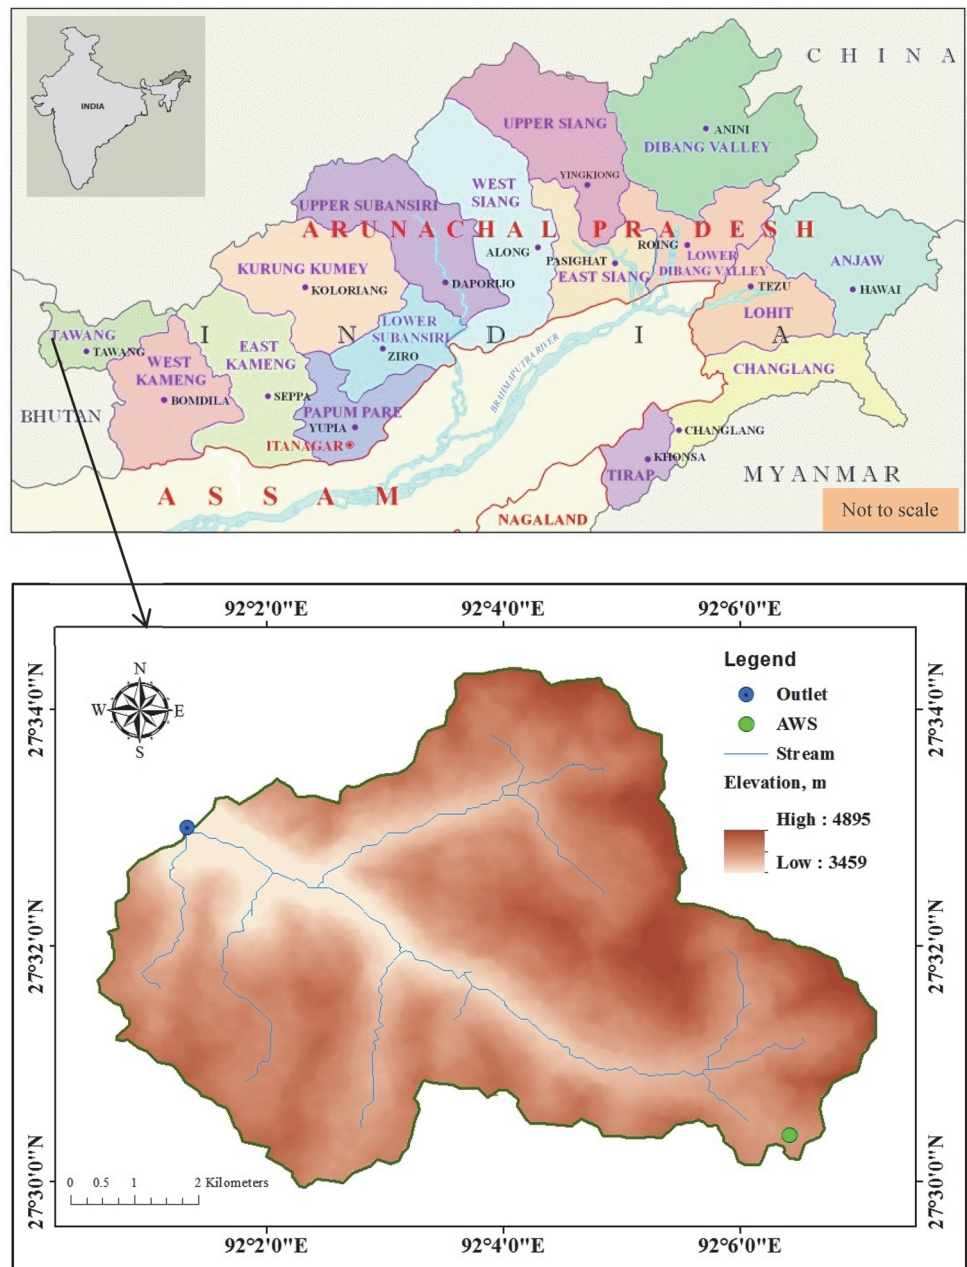 INDIA
C H I N A
UPPER SIANG
ANINI
DIBANG VALLEY
YINGKIONG
WEST
SIANG
UPPER SUBANSIRI
A R U N A C H A L P R A D E S H
ROING
ALONG
PASIGHAT
LOWER
DIBANG VALLEY
ANJAW
KURUNG KUMEY
EAST SIANG
KOLORIANG
DAPORIJO
TEZU
HAWAI
LOHIT
LOWER
SUBANSIRI
TAWANG
I N D I A
TAWANG
EAST
KAMENG
ZIRO
WEST
KAMENG
BRAHMAPUTRA RIVER
CHANGLANG
SEPPA
BOMDILA
BHUTAN
PAPUM PARE
YUPIA
CHANGLANG
ITANAGAR
KHONSA
TIRAP
MYANMAR
A S S A M
NAGALAND
Not to scale
92°2'0"E 92°4'0"E 92°6'0"E
N
W E
S
Legend
Outlet
AWS
Stream
Elevation, m
High : 4895
Low : 3459
27°34'0"N
27°34'0"N
27°32'0"N
27°32'0"N
27°30'0"N
27°30'0"N
0 0.5 1 2 Kilometers
92°2'0"E 92°4'0"E 92°6'0"E